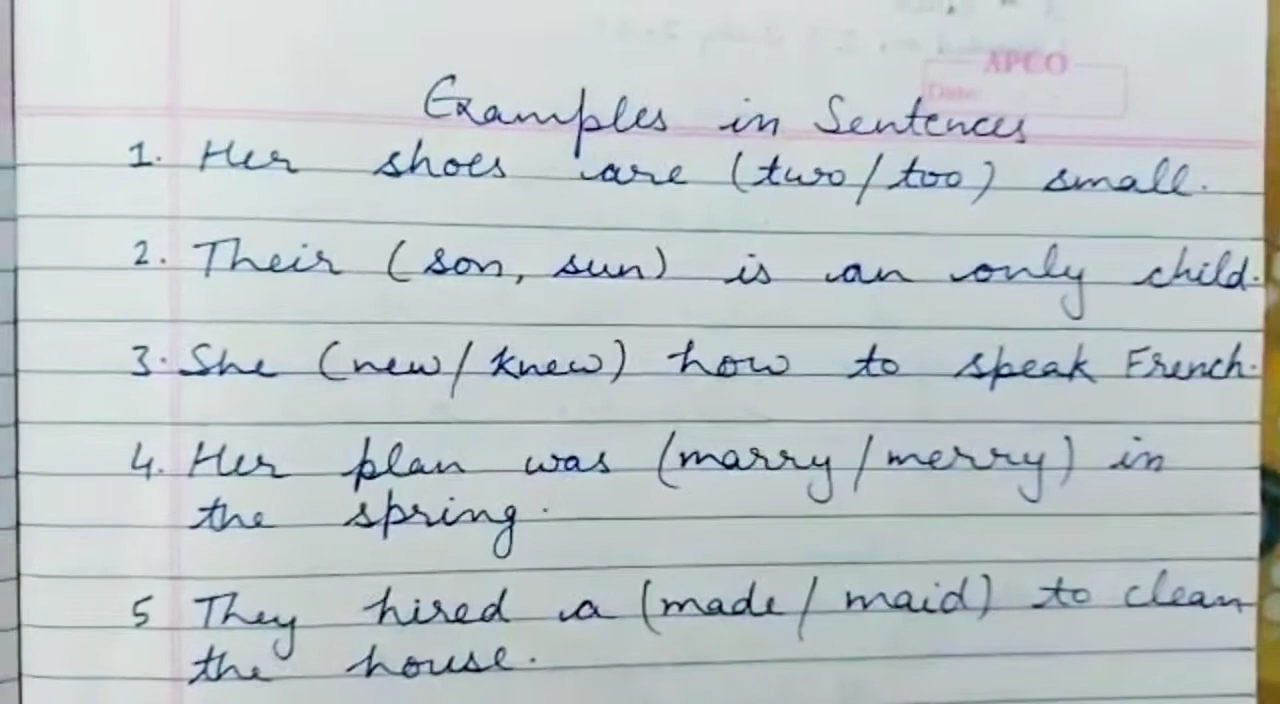 APCO
Date
Examples in Sentences
1. Her shoes are (two/too) small.
2. Their (son, sun) is an only child.
3. She (new/knew) how to speak French.
4. Her plan was (marry/merry) in
the spring.
5 They hired a (made/maid) to clean
the house.